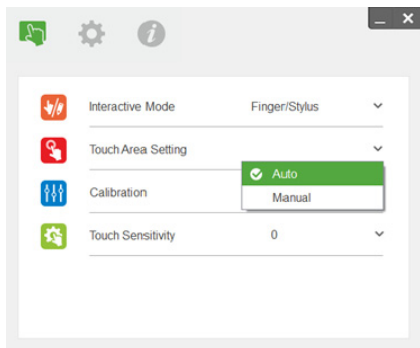 Interactive Mode Finger/Stylus
Touch Area Setting
Auto
Calibration
Manual
Touch Sensitivity 0